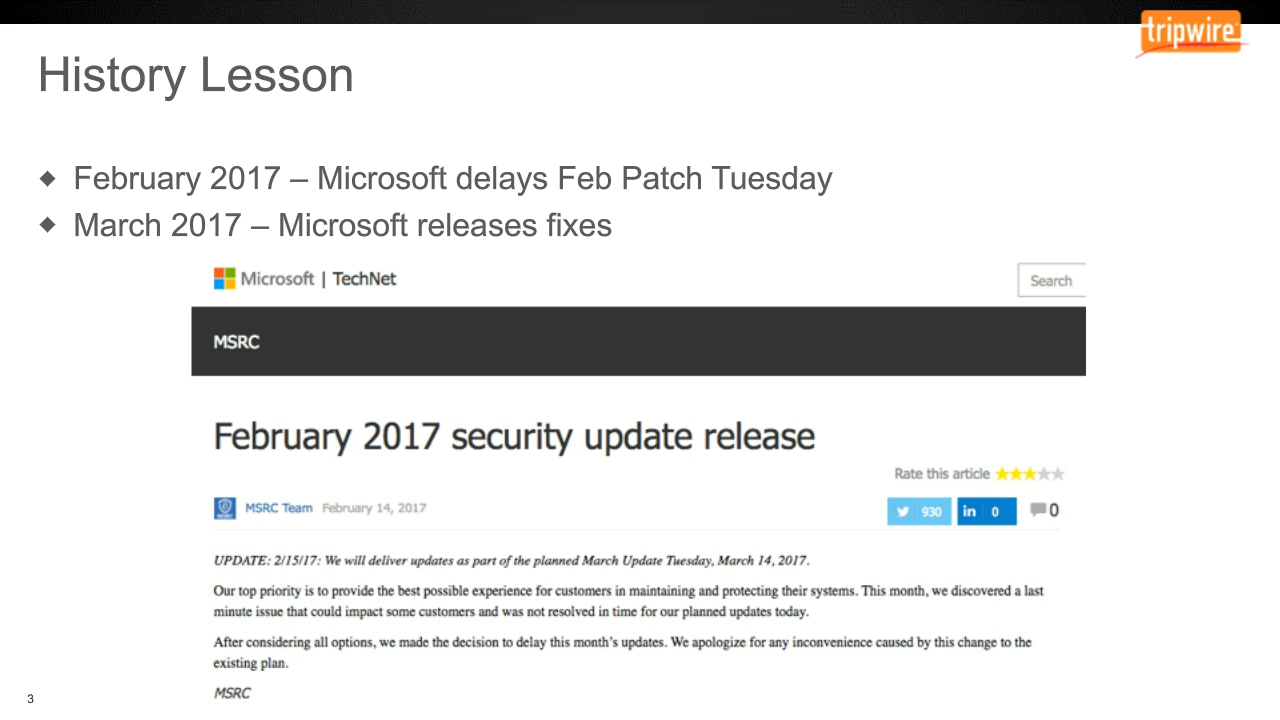 tripwire
History Lesson
◆ February 2017 – Microsoft delays Feb Patch Tuesday
◆ March 2017 – Microsoft releases fixes
Microsoft | TechNet
Search
MSRC
February 2017 security update release
Rate this article
MSRC Team February 14, 2017
930 in 0 0
UPDATE: 2/15/17: We will deliver updates as part of the planned March Update Tuesday, March 14, 2017.
Our top priority is to provide the best possible experience for customers in maintaining and protecting their systems. This month, we discovered a last
minute issue that could impact some customers and was not resolved in time for our planned updates today.
After considering all options, we made the decision to delay this month's updates. We apologize for any inconvenience caused by this change to the
existing plan.
MSRC
3